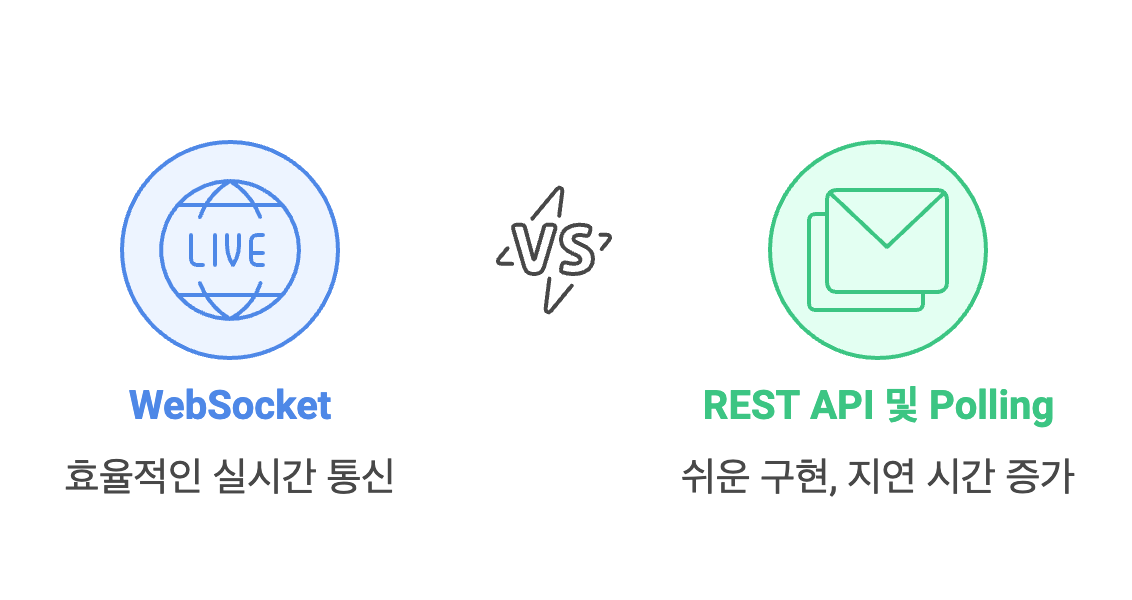 LIVE
VS
WebSocket
효율적인 실시간 통신
REST API 및 Polling
쉬운 구현, 지연 시간 증가